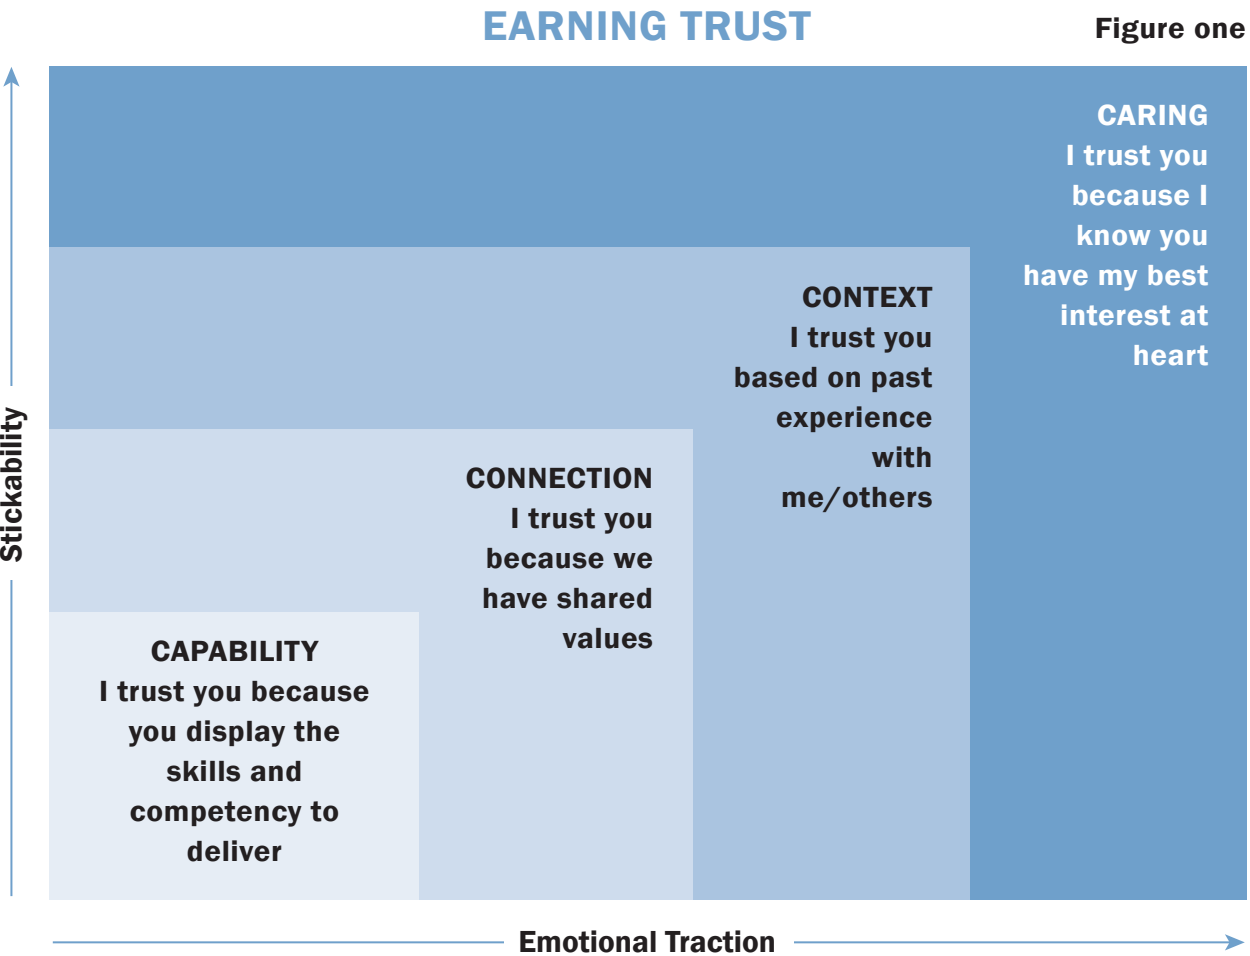 EARNING TRUST
Figure one
CARING
I trust you
because I
know you
have my best
interest at
heart
CONTEXT
I trust you
based on past
experience
with
me/others
CONNECTION
I trust you
because we
have shared
values
CAPABILITY
I trust you because
you display the
skills and
competency to
deliver
Stickability
Emotional Traction